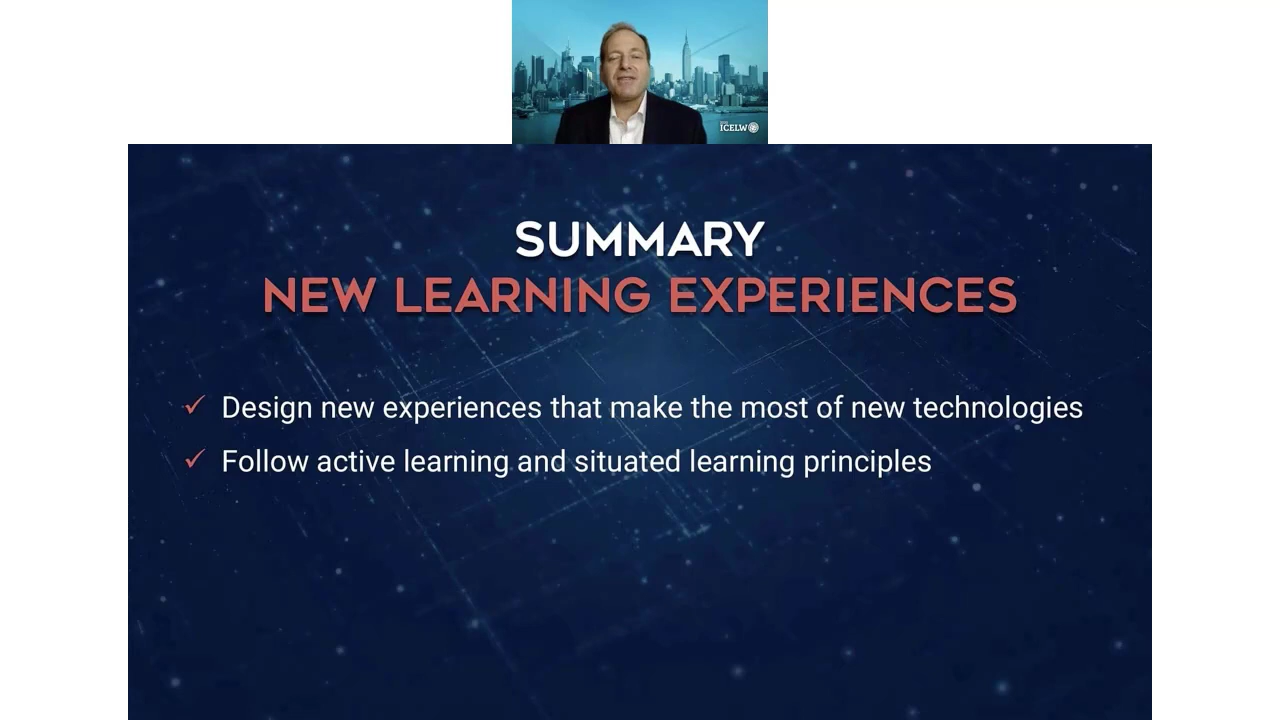 ICELW
SUMMARY
NEW LEARNING EXPERIENCES
✓ Design new experiences that make the most of new technologies
✓ Follow active learning and situated learning principles